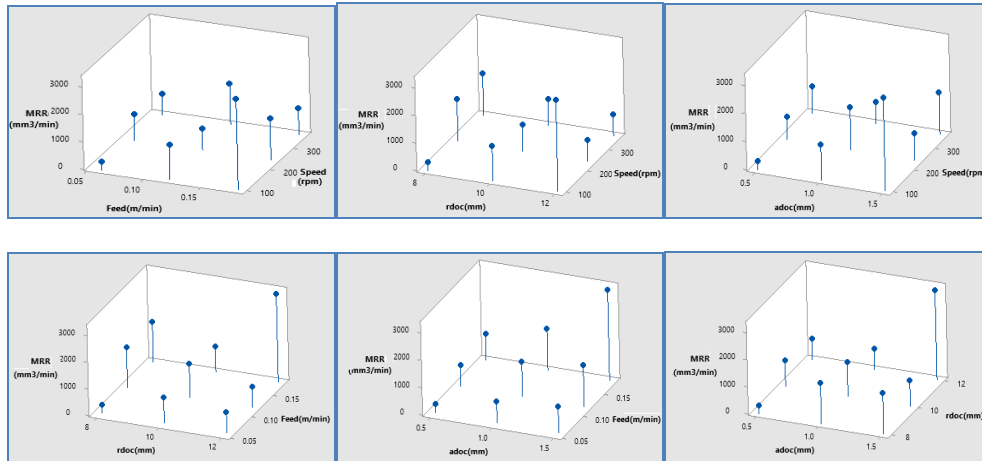 3000
MRR
2000
(mm3/min)
1000
0
0.05
0.10
0.15
Feed(m/min)
100
200
300
Speed
(rpm)
3000
MRR
2000
(mm3/min)
1000
0
8
10
12
rdoc(mm)
100
200
300
Speed(rpm)
3000
MRR
2000
(mm3/min)
1000
0
0.5
1.0
1.5
adoc(mm)
100
200
300
Speed(rpm)
3000
MRR
2000
(mm3/min)
1000
0
8
10
12
rdoc(mm)
0.05
0.10
0.15
Feed(m/min)
3000
MRR
2000
(mm3/min)
1000
0
0.5
1.0
1.5
adoc(mm)
0.05
0.10
0.15
Feed(m/min)
3000
MRR
2000
(mm3/min)
1000
0
0.5
1.0
1.5
adoc(mm)
8
10
12
rdoc(mm)